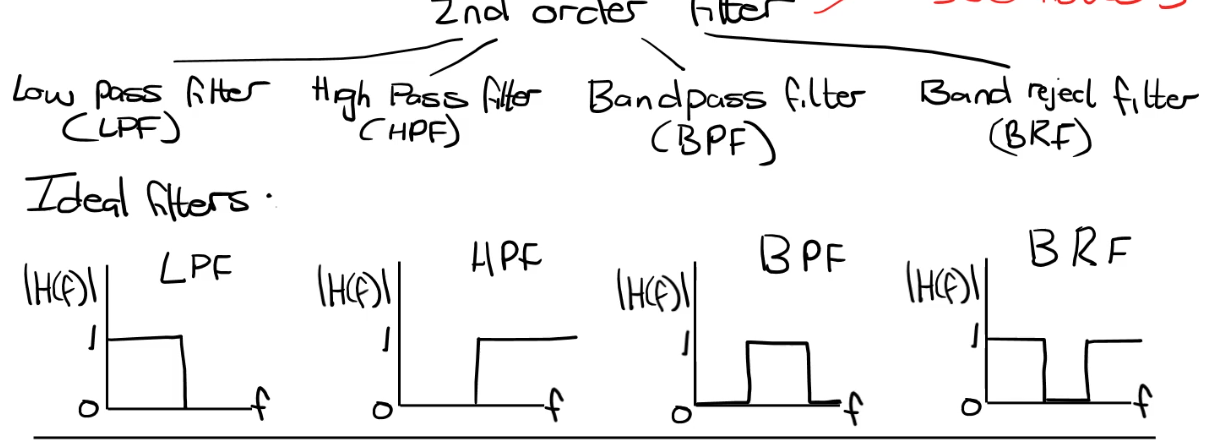 2nd order filter
Low pass filter High Pass filter Bandpass filter Band reject filter
(LPF) (HPF) (BPF) (BRF)
Ideal filters.
LPF HPF BPF BRF
|H(f)| |H(f)| |H(f)| |H(f)|
1 1 1 1
0 f 0 f 0 f 0 f